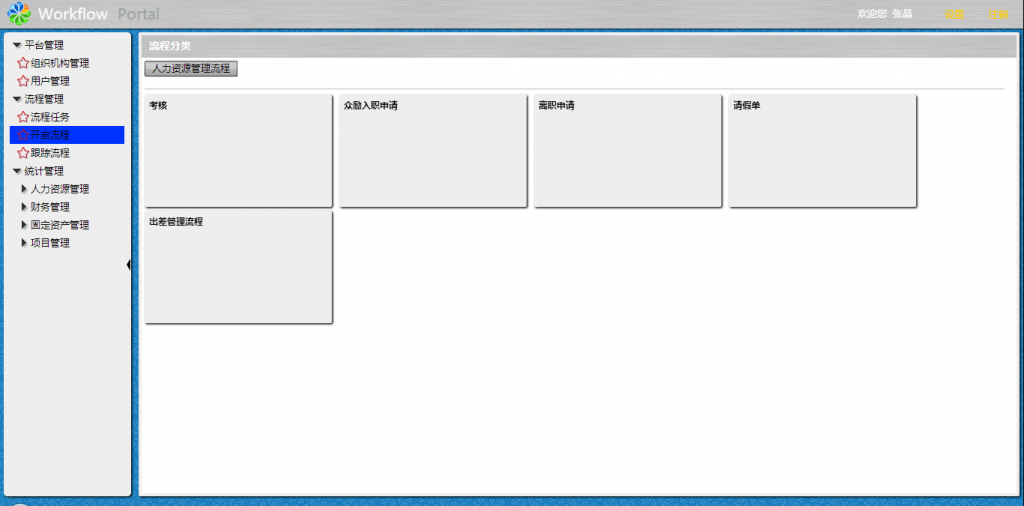 Workflow Portal
欢迎您 张晶
注销
平台管理
组织机构管理
用户管理
流程管理
流程任务
开启流程
跟踪流程
统计管理
人力资源管理
财务管理
固定资产管理
项目管理
流程分类
人力资源管理流程
考核
众励入职申请
离职申请
请假单
出差管理流程